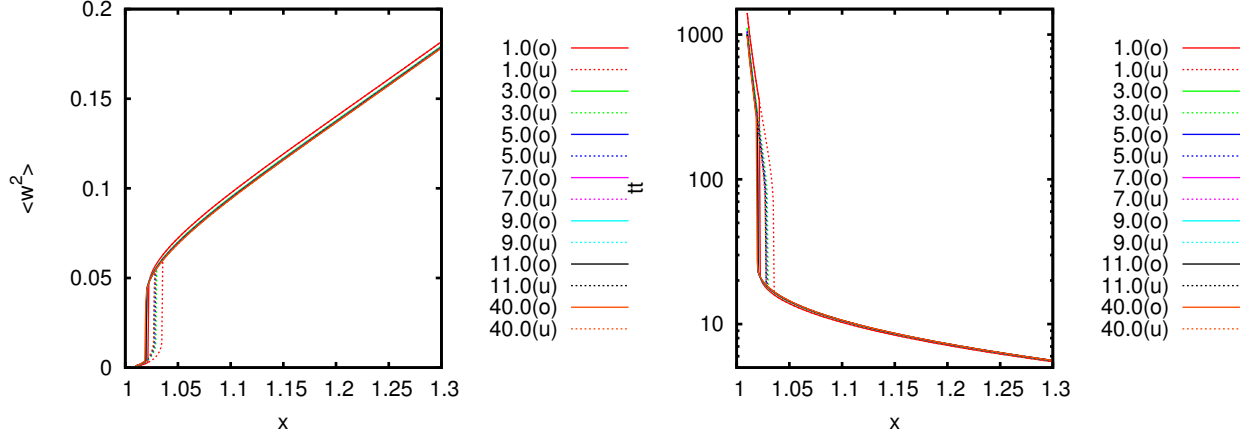 0.2
0.15
0.1
0.05
0
<w²>
1 1.05 1.1 1.15 1.2 1.25 1.3
x
1.0(o)
1.0(u)
3.0(o)
3.0(u)
5.0(o)
5.0(u)
7.0(o)
7.0(u)
9.0(o)
9.0(u)
11.0(o)
11.0(u)
40.0(o)
40.0(u)
1000
100
10
tt
1 1.05 1.1 1.15 1.2 1.25 1.3
x
1.0(o)
1.0(u)
3.0(o)
3.0(u)
5.0(o)
5.0(u)
7.0(o)
7.0(u)
9.0(o)
9.0(u)
11.0(o)
11.0(u)
40.0(o)
40.0(u)